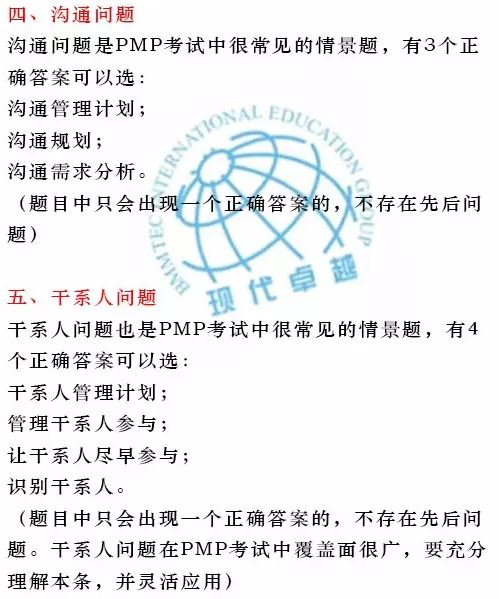 四、沟通问题
沟通问题是PMP考试中很常见的情景题，有3个正
确答案可以选：
沟通管理计划；
沟通规划；
沟通需求分析。
（题目中只会出现一个正确答案的，不存在先后问
题）
BMMTEC INTERNATIONAL EDUCATION GROUP
现代卓越
五、干系人问题
干系人问题也是PMP考试中很常见的情景题，有4
个正确答案可以选：
干系人管理计划；
管理干系人参与；
让干系人尽早参与；
识别干系人。
（题目中只会出现一个正确答案的，不存在先后问
题。干系人问题在PMP考试中覆盖面很广，要充分
理解本条，并灵活应用）